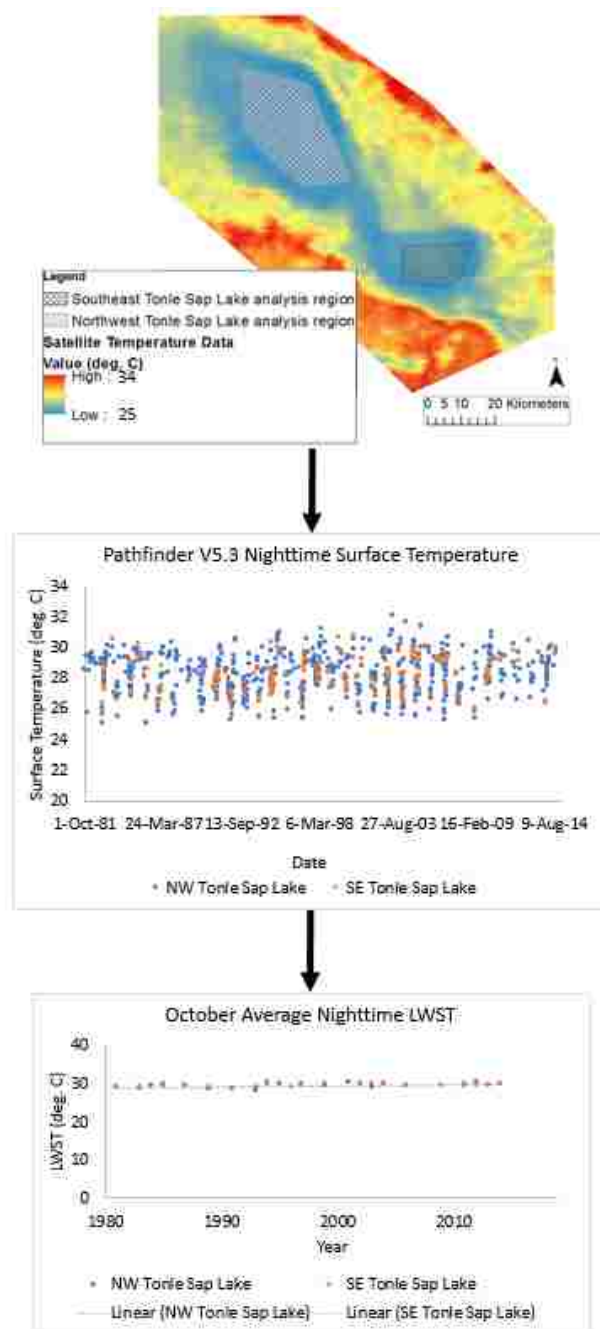 Legend
Southeast Tonle Sap Lake analysis region
Northwest Tonle Sap Lake analysis region
Satellite Temperature Data
Value (deg. C)
High : 34
Low : 25
0 5 10 20 Kilometers
Pathfinder V5.3 Nighttime Surface Temperature
Surface Temperature (deg. C)
34
32
30
28
26
24
22
20
1-Oct-81 24-Mar-87 13-Sep-92 6-Mar-98 27-Aug-03 16-Feb-09 9-Aug-14
Date
NW Tonle Sap Lake SE Tonle Sap Lake
October Average Nighttime LWST
LWST (deg. C)
40
30
20
10
0
1980 1990 2000 2010
Year
NW Tonle Sap Lake SE Tonle Sap Lake
Linear (NW Tonle Sap Lake) Linear (SE Tonle Sap Lake)